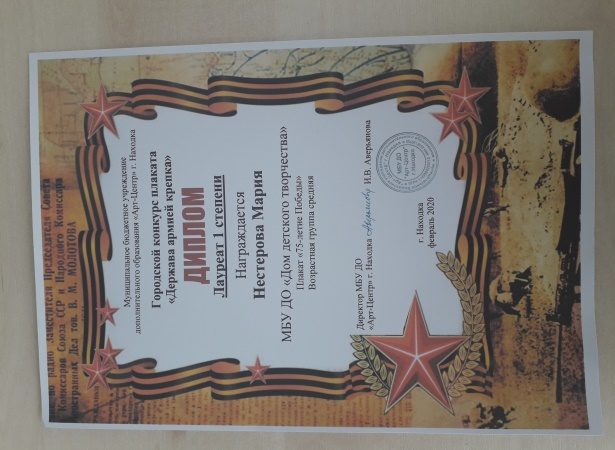 Муниципальное бюджетное учреждение
дополнительного образования «Арт-Центр» г. Находка
Городской конкурс плаката
«Держава армией крепка»
ДИПЛОМ
Лауреат 1 степени
Награждается
Нестерова Мария
МБУ ДО «Дом детского творчества»
Плакат «75-летие Победы»
Возрастная группа средняя
Директор МБУ ДО
«Арт-Центр» г. Находка И.В. Аверьянова
г. Находка
февраль 2020
радио заместителя Председателя Совета
Комиссаров Союза ССР и Народного Комиссара
Иностранных Дел тов. В. М. МОЛОТОВА